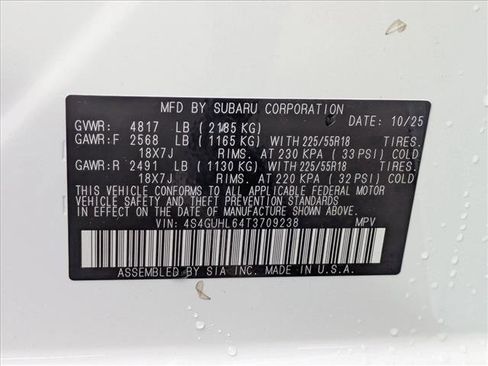 MFD BY SUBARU CORPORATION
GVWR: 4817 LB (2185 KG) DATE: 10/25
GAWR:F 2568 LB (1165 KG) WITH 225/55R18 TIRES.
18X7J RIMS. AT 230 KPA (33 PSI) COLD
GAWR:R 2491 LB (1130 KG) WITH 225/55R18 TIRES.
18X7J RIMS. AT 220 KPA (32 PSI) COLD
THIS VEHICLE CONFORMS TO ALL APPLICABLE FEDERAL MOTOR
VEHICLE SAFETY AND THEFT PREVENTION STANDARDS IN
EFFECT ON THE DATE OF MANUFACTURE SHOWN ABOVE.
VIN: 4S4GUHL64T3709238 MPV
ASSEMBLED BY SIA INC. MADE IN U.S.A.